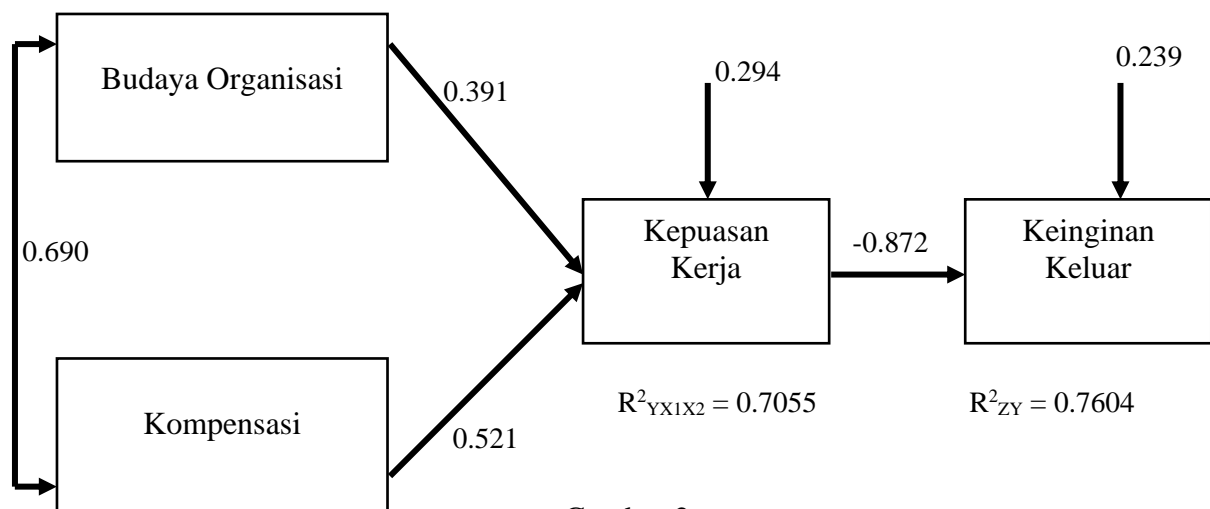 Budaya Organisasi
0.391
0.294
0.239
0.690
Kepuasan
Kerja
-0.872
Keinginan
Keluar
Kompensasi
0.521
R²YX1X2 = 0.7055
R²ZY = 0.7604